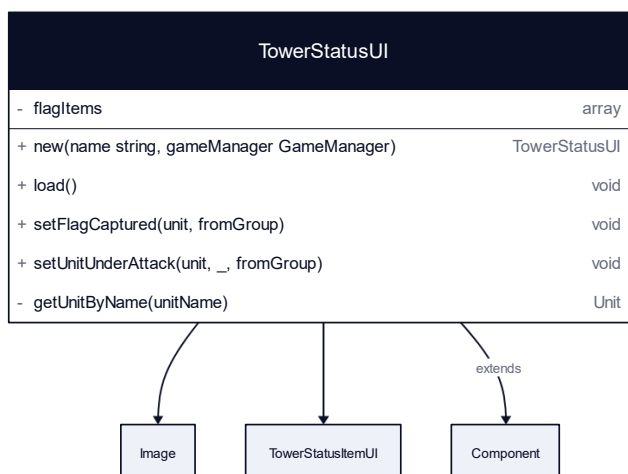 TowerStatusUI
- flagItems array
+ new(name string, gameManager GameManager) TowerStatusUI
+ load() void
+ setFlagCaptured(unit, fromGroup) void
+ setUnitUnderAttack(unit, _, fromGroup) void
- getUnitByName(unitName) Unit
extends
Image TowerStatusItemUI Component